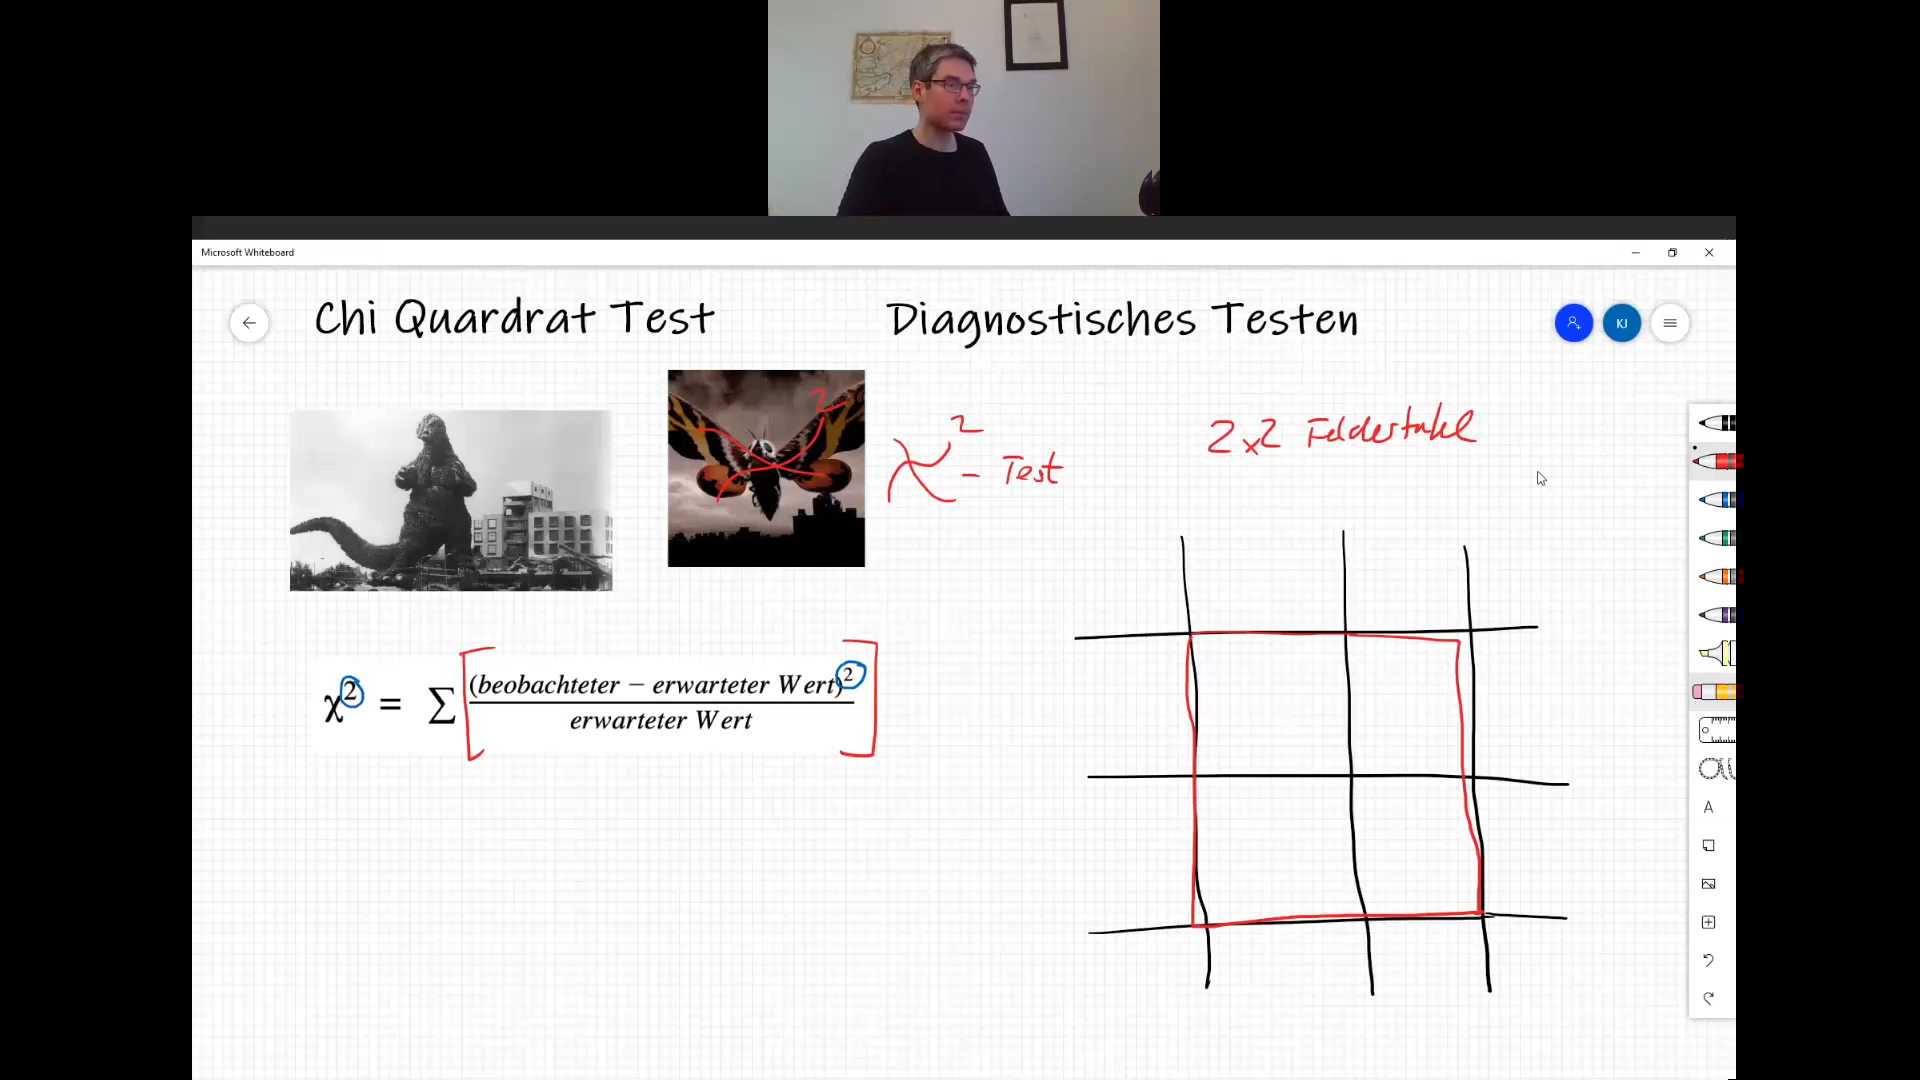 Microsoft Whiteboard
Chi Quardrat Test
Diagnostisches Testen
KJ
2
χ² - Test
2x2 Feldertafel
χ² = ∑ (beobachteter − erwarteter Wert)² / erwarteter Wert
A